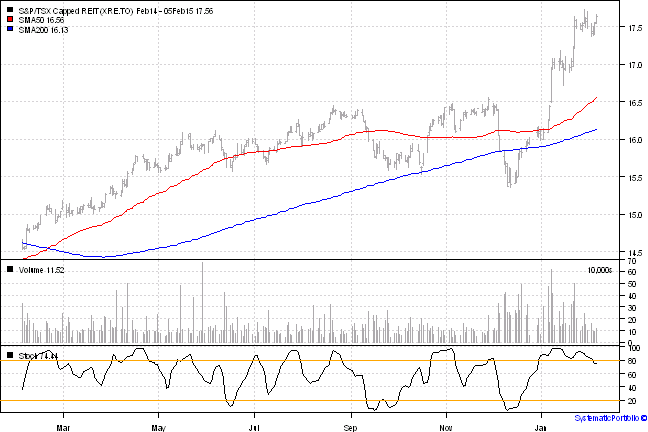 S&P/TSX Capped REIT (XRE.TO) Feb14 - 05Feb15 17.56
SMA50 16.56
SMA200 16.13
17.5
17.0
16.5
16.0
15.5
15.0
14.5
Volume 11.52
10,000s
70
60
50
40
30
20
10
0
Stoch 74.44
100
80
60
40
20
Mar May Jul Sep Nov Jan
SystematicPortfolio ©